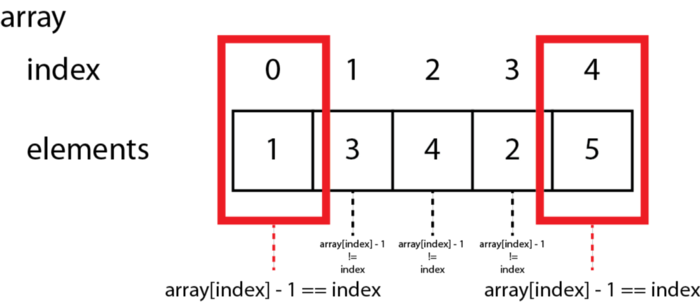 array
index 0 1 2 3 4
elements 1 3 4 2 5
array[index] - 1 array[index] - 1 array[index] - 1
!= != !=
index index index
array[index] - 1 == index array[index] - 1 == index